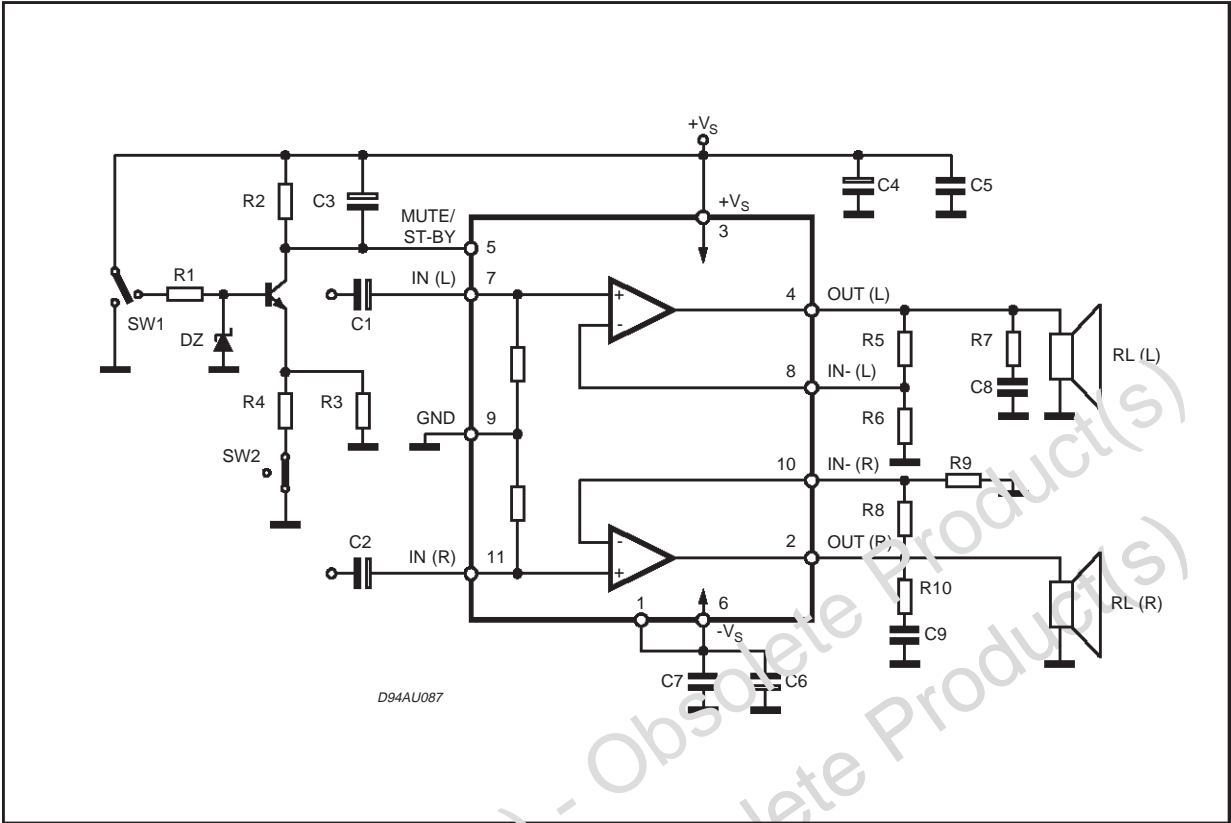 +VS
R2
C3
C4
C5
MUTE/
ST-BY
5
+VS
3
R1
SW1
DZ
C1
IN (L)
7
+
-
4
OUT (L)
R5
R7
RL (L)
C8
8
IN- (L)
R6
R4
R3
GND
9
SW2
10
IN- (R)
R9
R8
C2
IN (R)
11
-
+
2
OUT (R)
R10
RL (R)
C9
1
6
-VS
C7
C6
D94AU087
) - Obsolete Product(s)
lete Product(s)